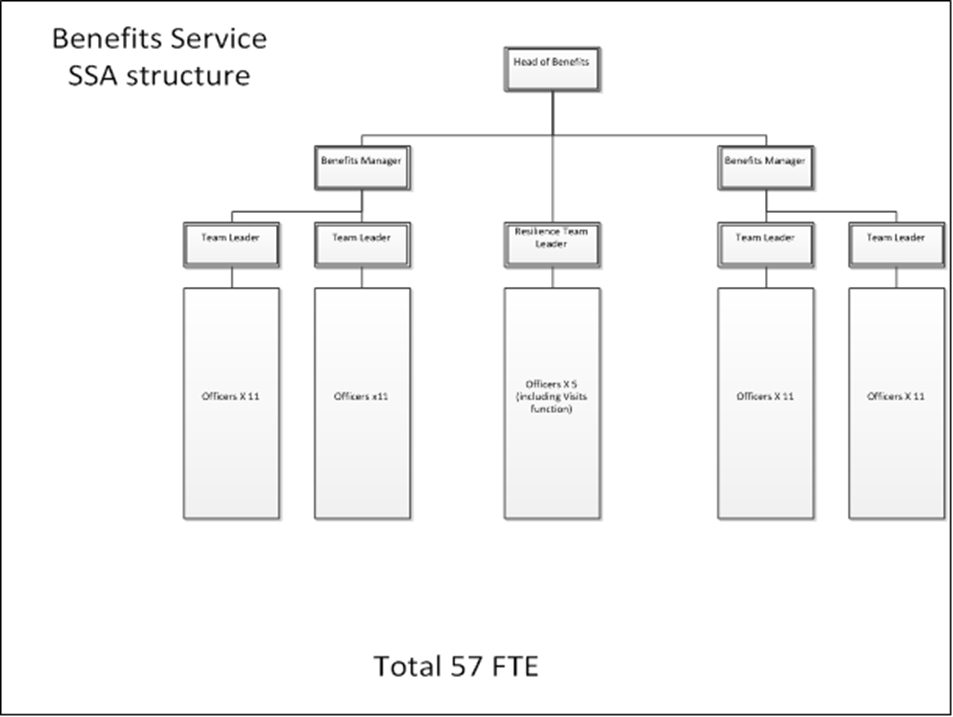 Benefits Service
SSA structure
Head of Benefits
Benefits Manager
Benefits Manager
Team Leader
Team Leader
Resilience Team
Leader
Team Leader
Team Leader
Officers X 11
Officers x11
Officers X 5
(including Visits
function)
Officers X 11
Officers X 11
Total 57 FTE